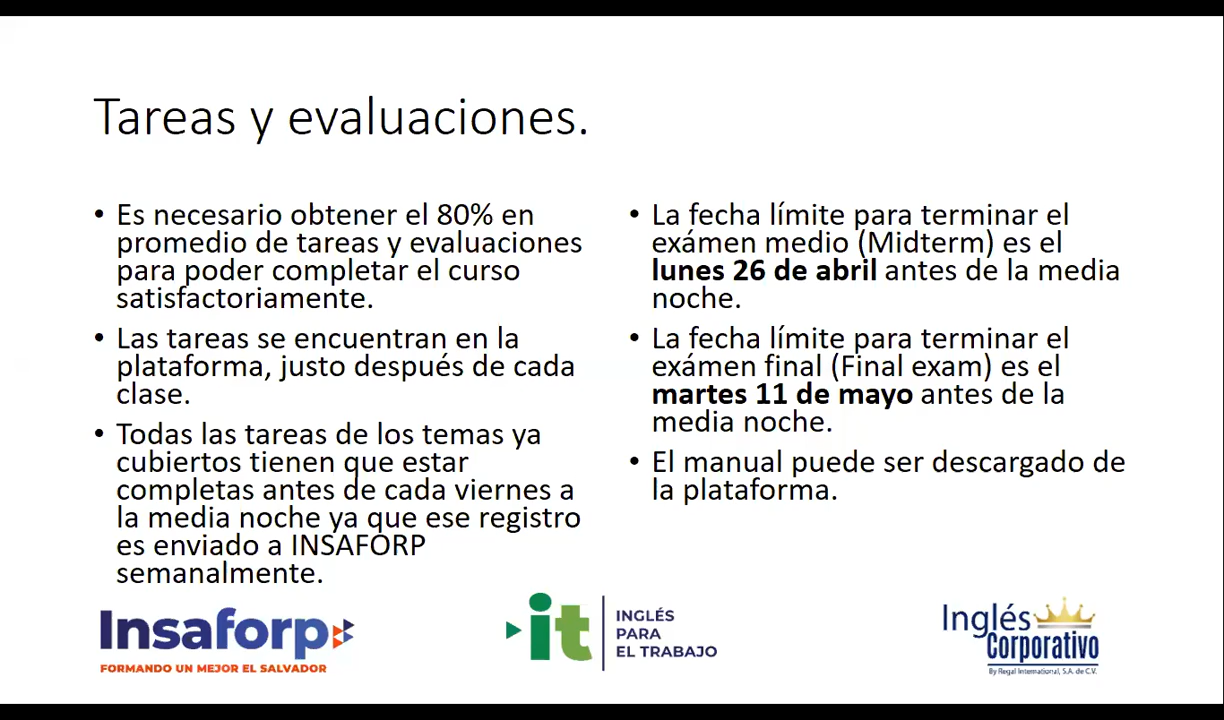 Tareas y evaluaciones.
• Es necesario obtener el 80% en
promedio de tareas y evaluaciones
para poder completar el curso
satisfactoriamente.
• Las tareas se encuentran en la
plataforma, justo después de cada
clase.
• Todas las tareas de los temas ya
cubiertos tienen que estar
completas antes de cada viernes a
la media noche ya que ese registro
es enviado a INSAFORP
semanalmente.
• La fecha límite para terminar el
exámen medio (Midterm) es el
lunes 26 de abril antes de la media
noche.
• La fecha límite para terminar el
exámen final (Final exam) es el
martes 11 de mayo antes de la
media noche.
• El manual puede ser descargado de
la plataforma.
Insaforp
FORMANDO UN MEJOR EL SALVADOR
it
INGLÉS
PARA
EL TRABAJO
Inglés
Corporativo
By Regal International, S.A. de C.V.